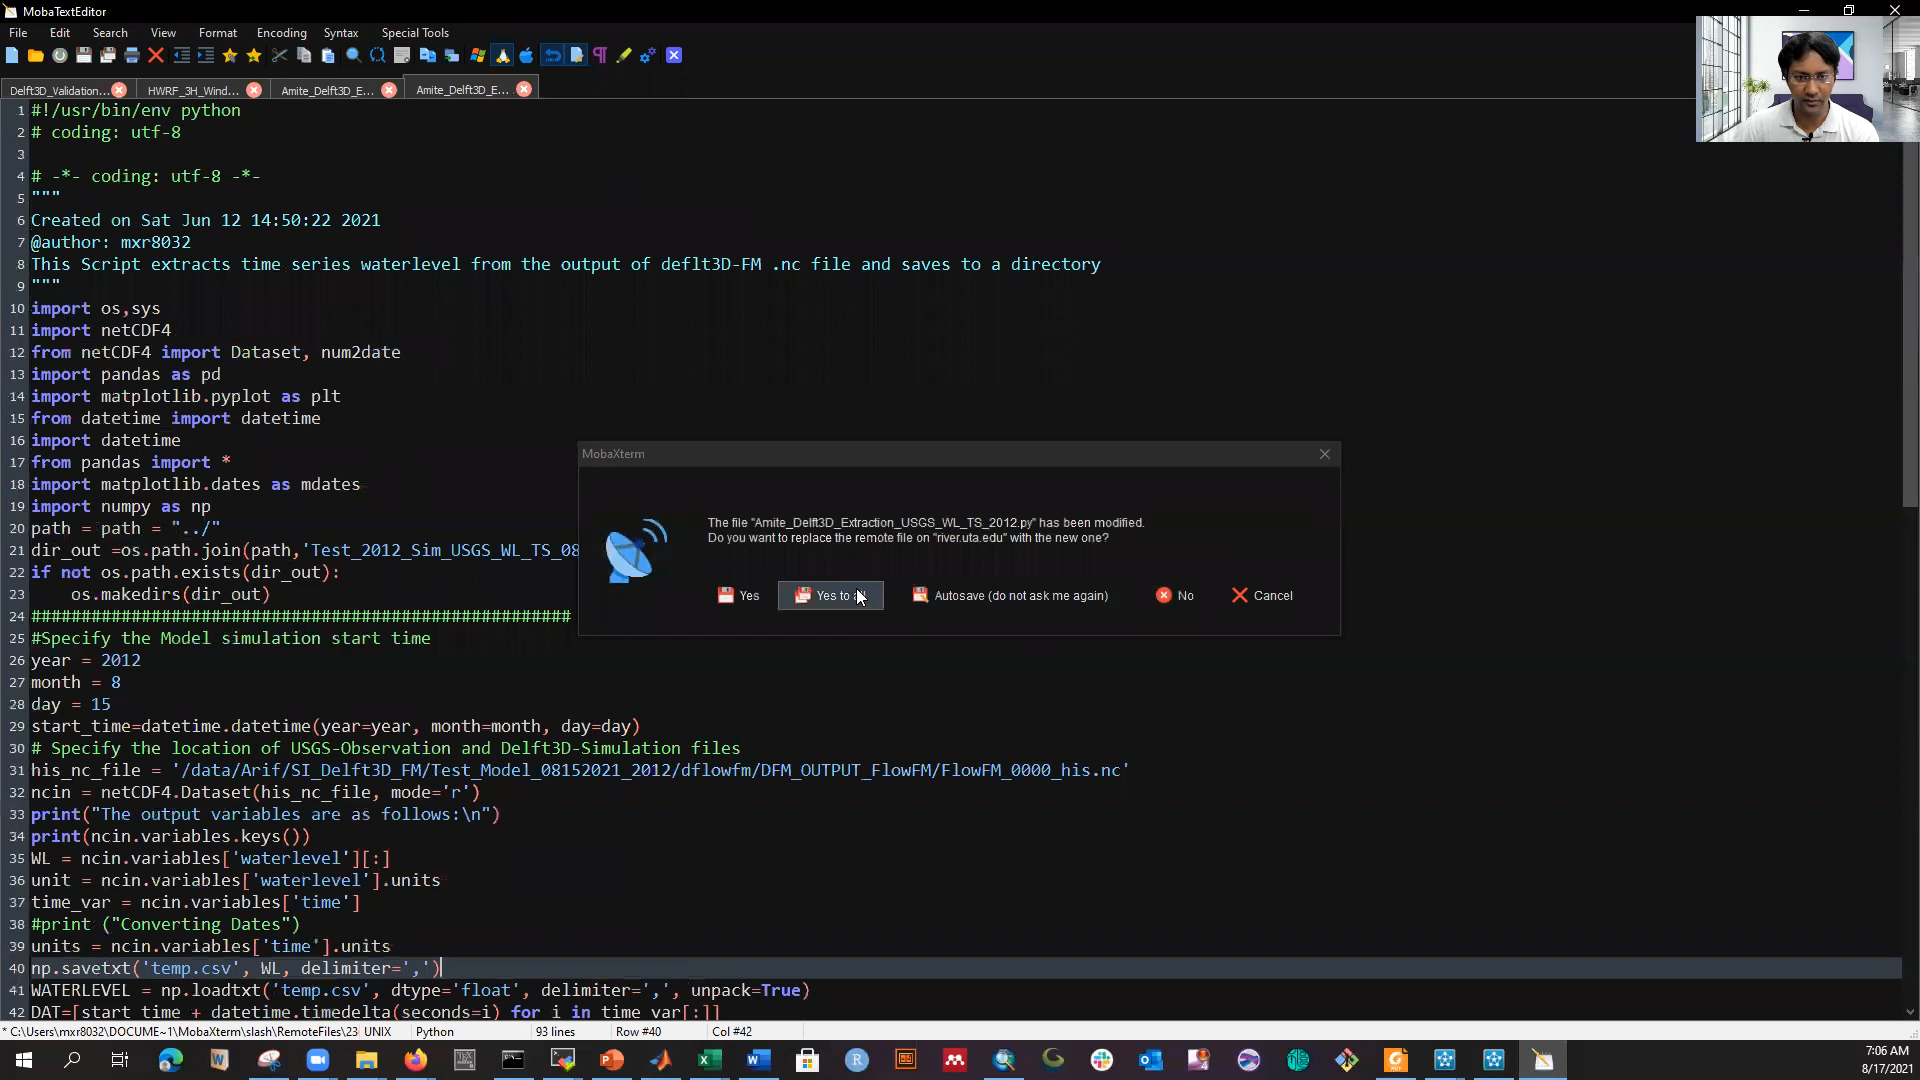 MobaTextEditor
File Edit Search View Format Encoding Syntax Special Tools
Delft3D_Validation... HWRF_3H_Wind... Amite_Delft3D_E... Amite_Delft3D_E...
1 #!/usr/bin/env python
2 # coding: utf-8
3
4 # -*- coding: utf-8 -*-
5 """
6 Created on Sat Jun 12 14:50:22 2021
7 @author: mxr8032
8 This Script extracts time series waterlevel from the output of deflt3D-FM .nc file and saves to a directory
9 """
10 import os,sys
11 import netCDF4
12 from netCDF4 import Dataset, num2date
13 import pandas as pd
14 import matplotlib.pyplot as plt
15 from datetime import datetime
16 import datetime
17 from pandas import *
18 import matplotlib.dates as mdates
19 import numpy as np
20 path = path = "../"
21 dir_out =os.path.join(path,'Test_2012_Sim_USGS_WL_TS_08
22 if not os.path.exists(dir_out):
23 os.makedirs(dir_out)
24 ######################################################
25 #Specify the Model simulation start time
26 year = 2012
27 month = 8
28 day = 15
29 start_time=datetime.datetime(year=year, month=month, day=day)
30 # Specify the location of USGS-Observation and Delft3D-Simulation files
31 his_nc_file = '/data/Arif/SI_Delft3D_FM/Test_Model_08152021_2012/dflowfm/DFM_OUTPUT_FlowFM/FlowFM_0000_his.nc'
32 ncin = netCDF4.Dataset(his_nc_file, mode='r')
33 print("The output variables are as follows:\n")
34 print(ncin.variables.keys())
35 WL = ncin.variables['waterlevel'][:]
36 unit = ncin.variables['waterlevel'].units
37 time_var = ncin.variables['time']
38 #print ("Converting Dates")
39 units = ncin.variables['time'].units
40 np.savetxt('temp.csv', WL, delimiter=',')
41 WATERLEVEL = np.loadtxt('temp.csv', dtype='float', delimiter=',', unpack=True)
42 DAT=[start_time + datetime.timedelta(seconds=i) for i in time_var[:]]
MobaXterm
The file "Amite_Delft3D_Extraction_USGS_WL_TS_2012.py" has been modified.
Do you want to replace the remote file on "river.uta.edu" with the new one?
Yes Yes to all Autosave (do not ask me again) No Cancel
* C:\Users\mxr8032\DOCUME~1\MobaXterm\slash\RemoteFiles\23 UNIX Python 93 lines Row #40 Col #42
7:06 AM
8/17/2021